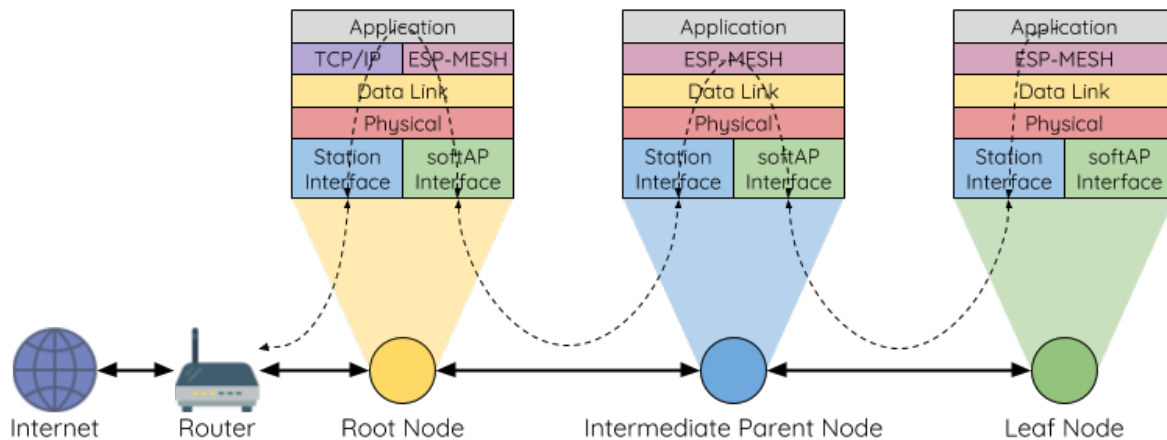 Application
TCP/IP
ESP-MESH
Data Link
Physical
Station
Interface
softAP
Interface
Application
ESP-MESH
Data Link
Physical
Station
Interface
softAP
Interface
Application
ESP-MESH
Data Link
Physical
Station
Interface
softAP
Interface
Internet
Router
Root Node
Intermediate Parent Node
Leaf Node